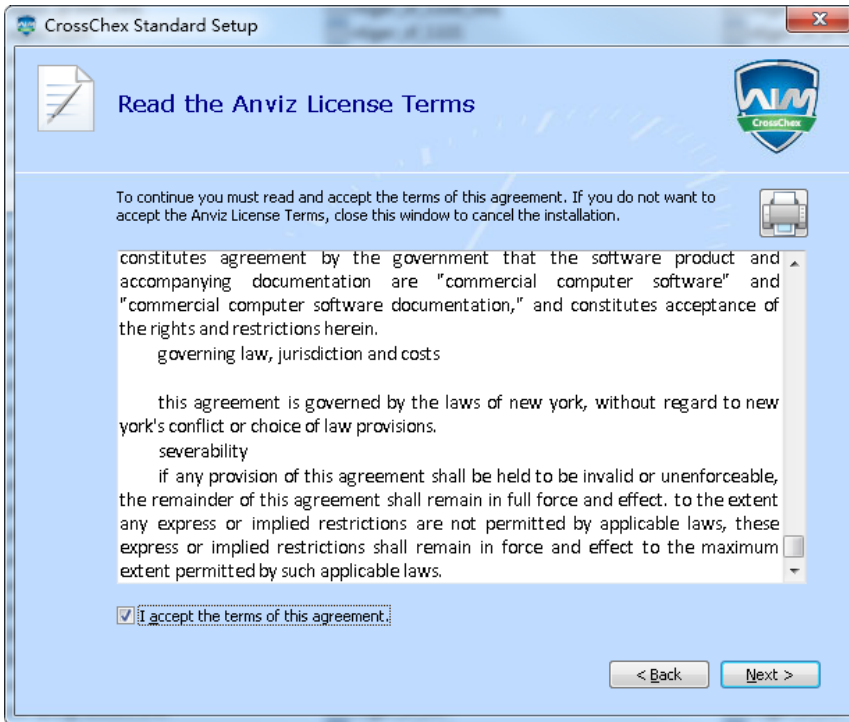 CrossChex Standard Setup
Read the Anviz License Terms
AIM
CrossChex
To continue you must read and accept the terms of this agreement. If you do not want to
accept the Anviz License Terms, close this window to cancel the installation.
constitutes agreement by the government that the software product and
accompanying documentation are "commercial computer software" and
"commercial computer software documentation," and constitutes acceptance of
the rights and restrictions herein.
governing law, jurisdiction and costs
this agreement is governed by the laws of new york, without regard to new
york's conflict or choice of law provisions.
severability
if any provision of this agreement shall be held to be invalid or unenforceable,
the remainder of this agreement shall remain in full force and effect. to the extent
any express or implied restrictions are not permitted by applicable laws, these
express or implied restrictions shall remain in force and effect to the maximum
extent permitted by such applicable laws.
I accept the terms of this agreement.
< Back Next >